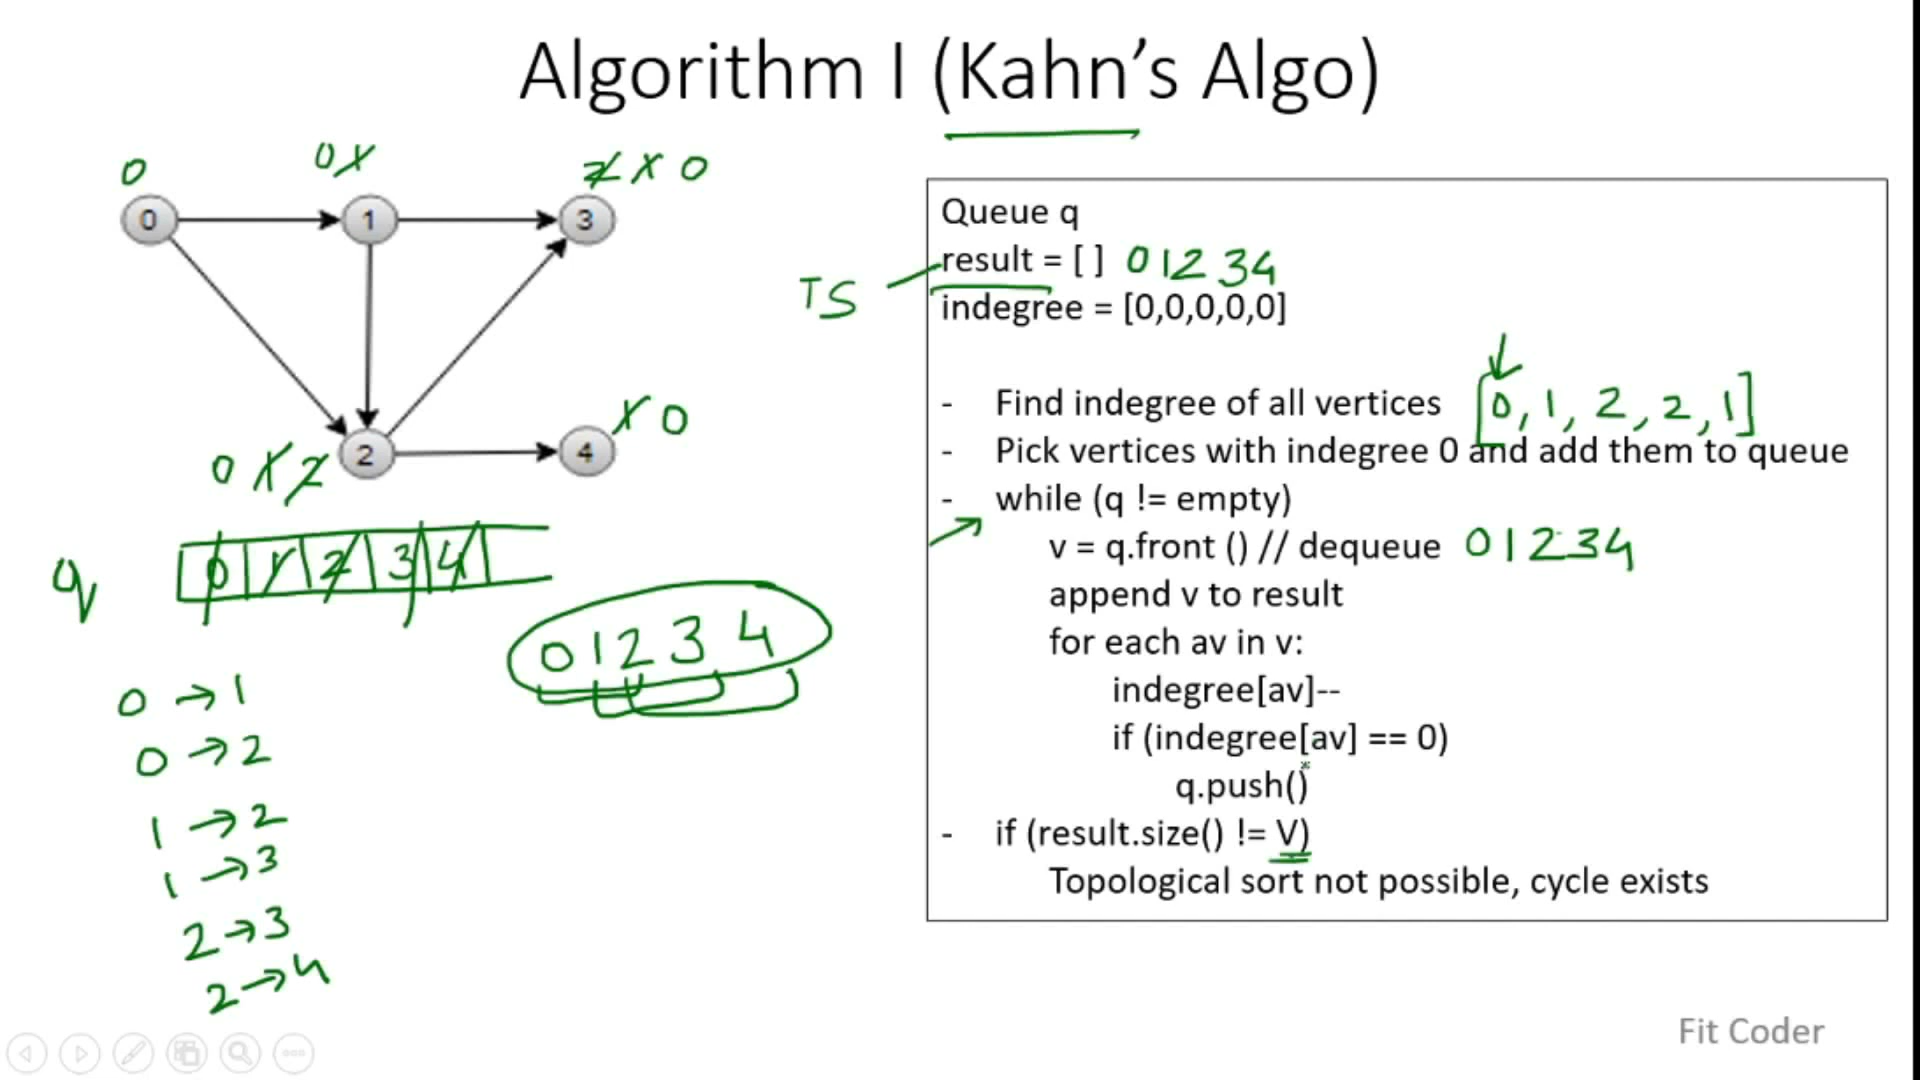 Algorithm I (Kahn's Algo)
0
0 1
2 1 0
0
1
3
2
4
0 1 2
1 0
q
0 1 2 3 4
0 1 2 3 4
0 → 1
0 → 2
1 → 2
1 → 3
2 → 3
2 → 4
TS
Queue q
result = [ ] 0 1 2 3 4
indegree = [0,0,0,0,0]
- Find indegree of all vertices [0, 1, 2, 2, 1]
- Pick vertices with indegree 0 and add them to queue
- while (q != empty)
v = q.front () // dequeue 0 1 2 3 4
append v to result
for each av in v:
indegree[av]--
if (indegree[av] == 0)
q.push()
- if (result.size() != V)
Topological sort not possible, cycle exists
Fit Coder